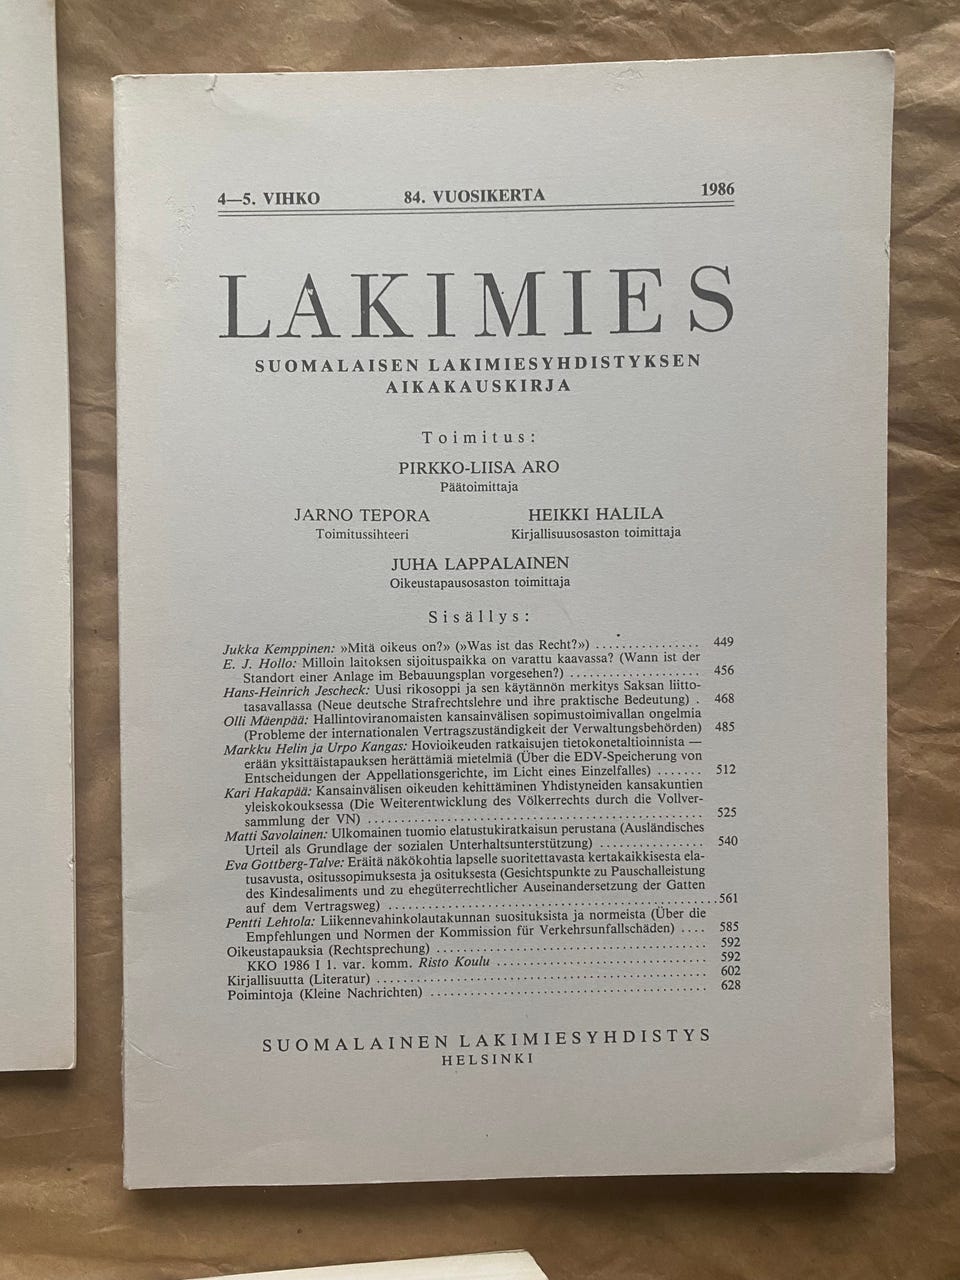 4—5. VIHKO 84. VUOSIKERTA 1986
LAKIMIES
SUOMALAISEN LAKIMIESYHDISTYKSEN
AIKAKAUSKIRJA
Toimitus:
PIRKKO-LIISA ARO
Päätoimittaja
JARNO TEPORA HEIKKI HALILA
Toimitussihteeri Kirjallisuusosaston toimittaja
JUHA LAPPALAINEN
Oikeustapausosaston toimittaja
Sisällys:
Jukka Kemppinen: »Mitä oikeus on?» (»Was ist das Recht?») ................ 449
E. J. Hollo: Milloin laitoksen sijoituspaikka on varattu kaavassa? (Wann ist der
Standort einer Anlage im Bebauungsplan vorgesehen?) .................... 456
Hans-Heinrich Jescheck: Uusi rikosoppi ja sen käytännön merkitys Saksan liitto-
tasavallassa (Neue deutsche Strafrechtslehre und ihre praktische Bedeutung) . 468
Olli Mäenpää: Hallintoviranomaisten kansainvälisen sopimustoimivallan ongelmia
(Probleme der internationalen Vertragszuständigkeit der Verwaltungsbehörden) 485
Markku Helin ja Urpo Kangas: Hovioikeuden ratkaisujen tietokonetaltioinnista —
erään yksittäistapauksen herättämiä mietelmiä (Über die EDV-Speicherung von
Entscheidungen der Appellationsgerichte, im Licht eines Einzelfalles) ....... 512
Kari Hakapää: Kansainvälisen oikeuden kehittäminen Yhdistyneiden kansakuntien
yleiskokouksessa (Die Weiterentwicklung des Völkerrechts durch die Vollver-
sammlung der VN) .................................................... 525
Matti Savolainen: Ulkomainen tuomio elatustukiratkaisun perustana (Ausländisches
Urteil als Grundlage der sozialen Unterhaltsunterstützung) ................ 540
Eva Gottberg-Talve: Eräitä näkökohtia lapselle suoritettavasta kertakaikkisesta ela-
tusavusta, ositussopimuksesta ja osituksesta (Gesichtspunkte zu Pauschalleistung
des Kindesaliments und zu ehegüterrechtlicher Auseinandersetzung der Gatten
auf dem Vertragsweg) ................................................. 561
Pentti Lehtola: Liikennevahinkolautakunnan suosituksista ja normeista (Über die
Empfehlungen und Normen der Kommission für Verkehrsunfallschäden) .... 585
Oikeustapauksia (Rechtsprechung) .......................................... 592
KKO 1986 I 1. var. komm. Risto Koulu .................................. 592
Kirjallisuutta (Literatur) .................................................... 602
Poimintoja (Kleine Nachrichten) ............................................ 628
SUOMALAINEN LAKIMIESYHDISTYS
HELSINKI